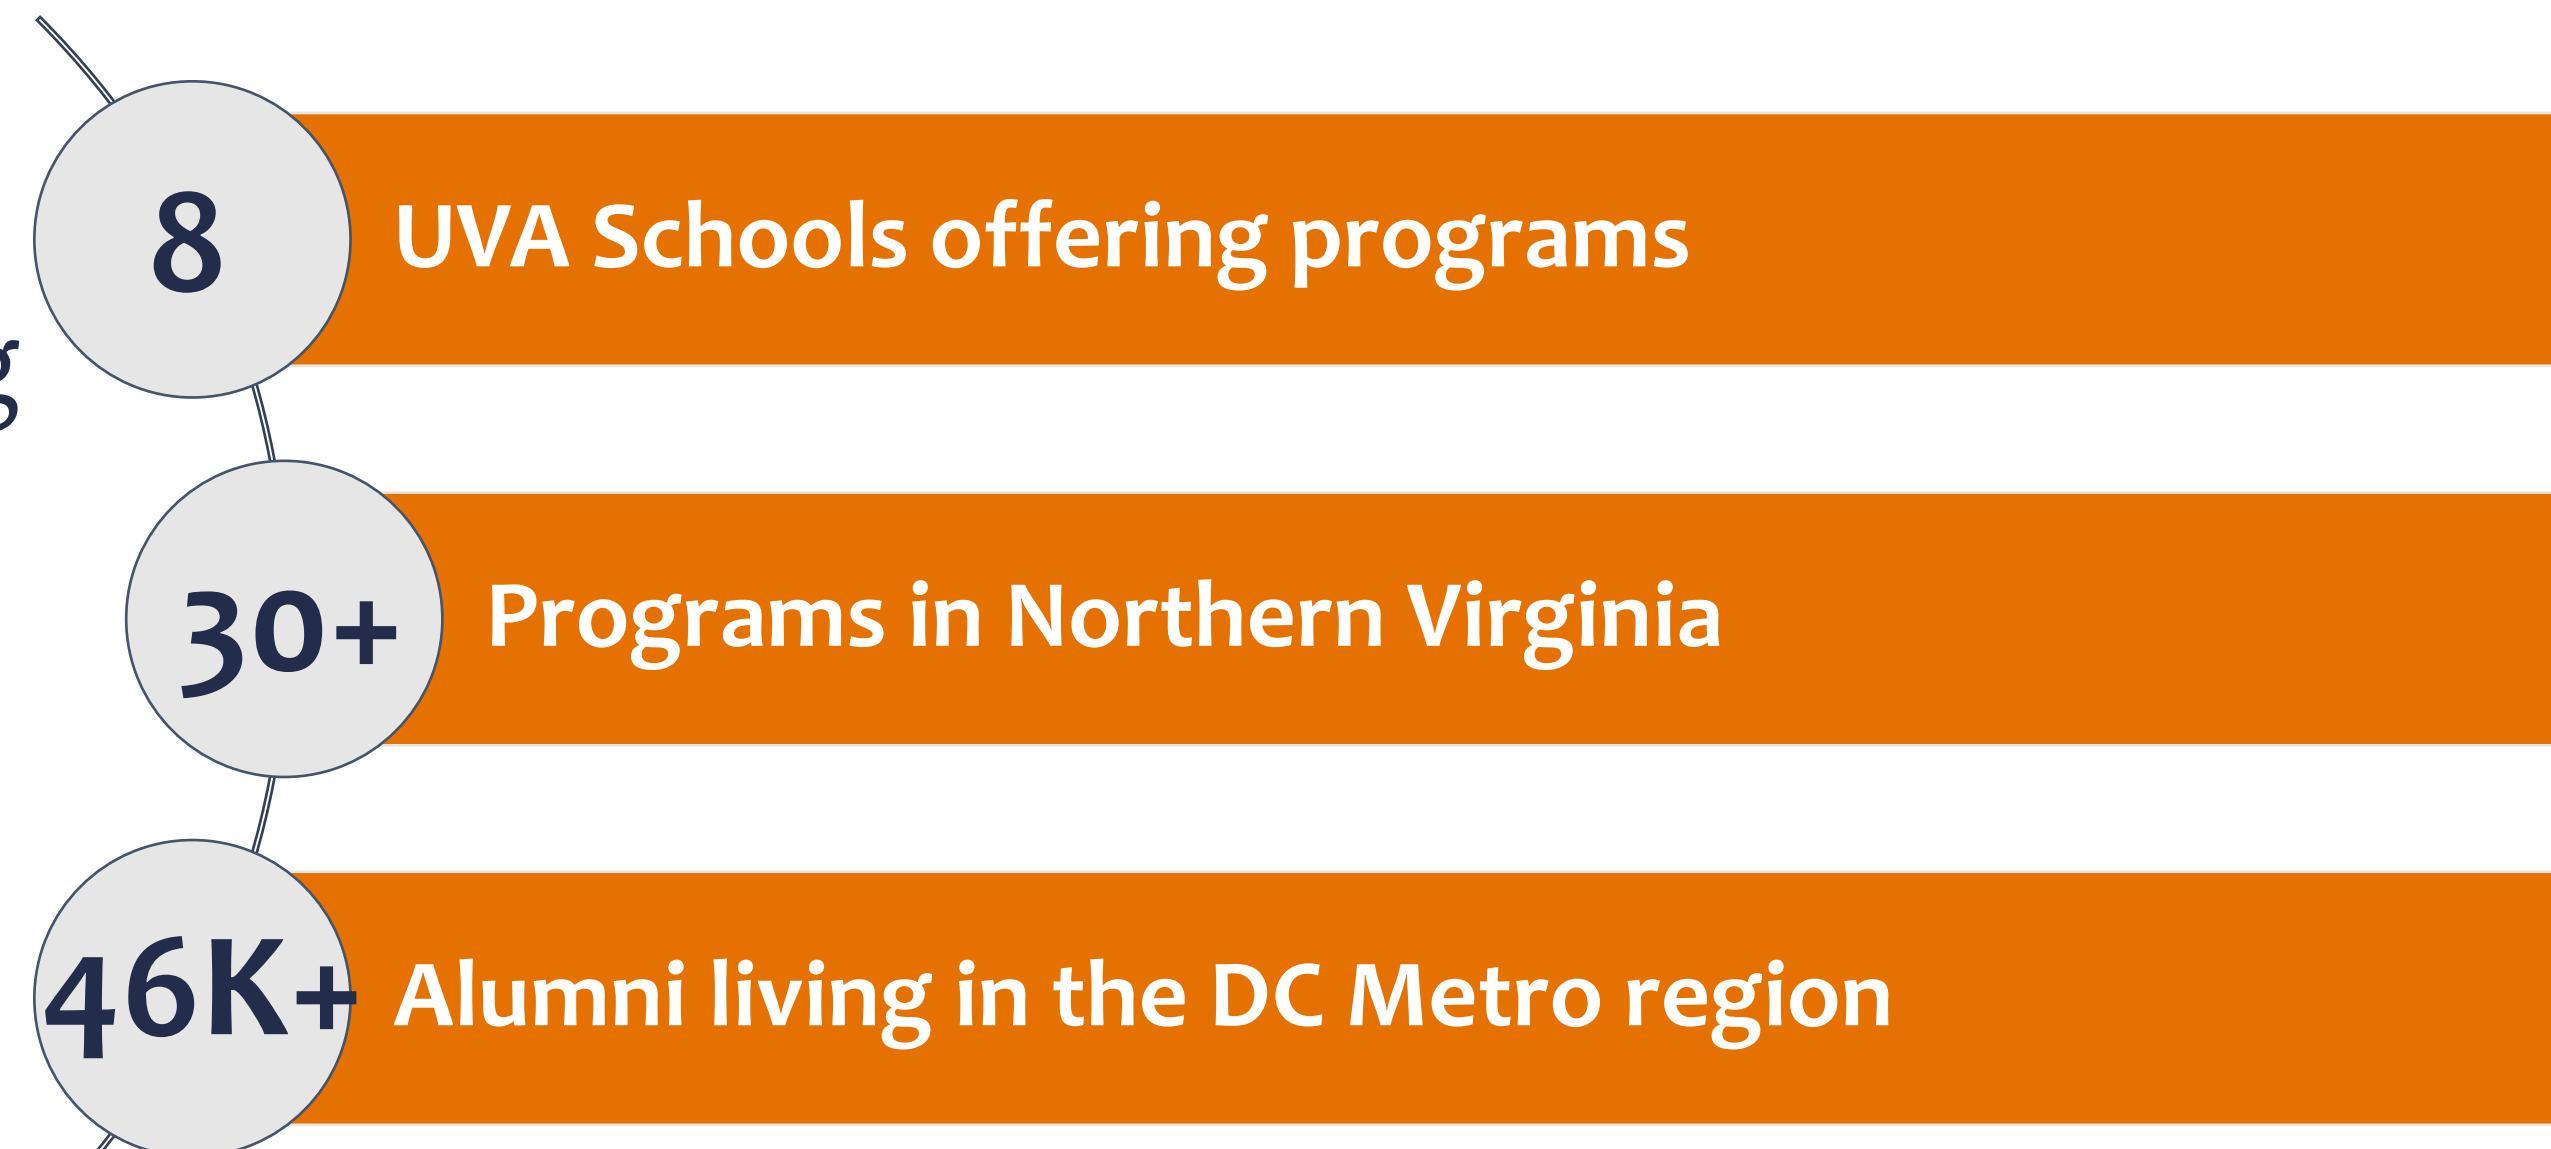 8 UVA Schools offering programs
30+ Programs in Northern Virginia
46K+ Alumni living in the DC Metro region